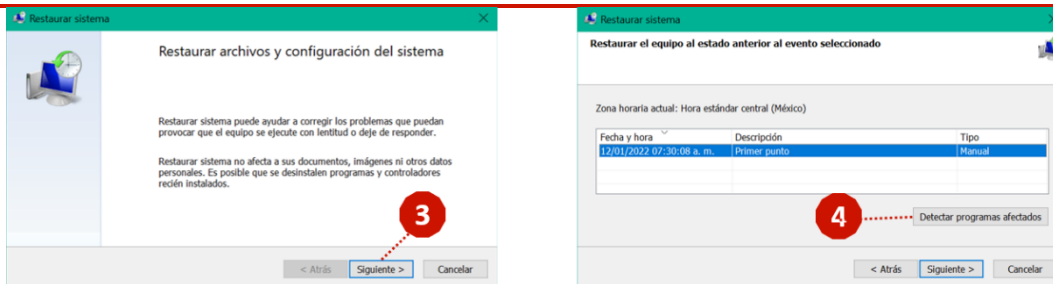 Restaurar sistema
Restaurar archivos y configuración del sistema
Restaurar sistema puede ayudar a corregir los problemas que puedan
provocar que el equipo se ejecute con lentitud o deje de responder.
Restaurar sistema no afecta a sus documentos, imágenes ni otros datos
personales. Es posible que se desinstalen programas y controladores
recién instalados.
3
< Atrás Siguiente > Cancelar
Restaurar sistema
Restaurar el equipo al estado anterior al evento seleccionado
Zona horaria actual: Hora estándar central (México)
Fecha y hora Descripción Tipo
12/01/2022 07:30:08 a. m. Primer punto Manual
4
Detectar programas afectados
< Atrás Siguiente > Cancelar